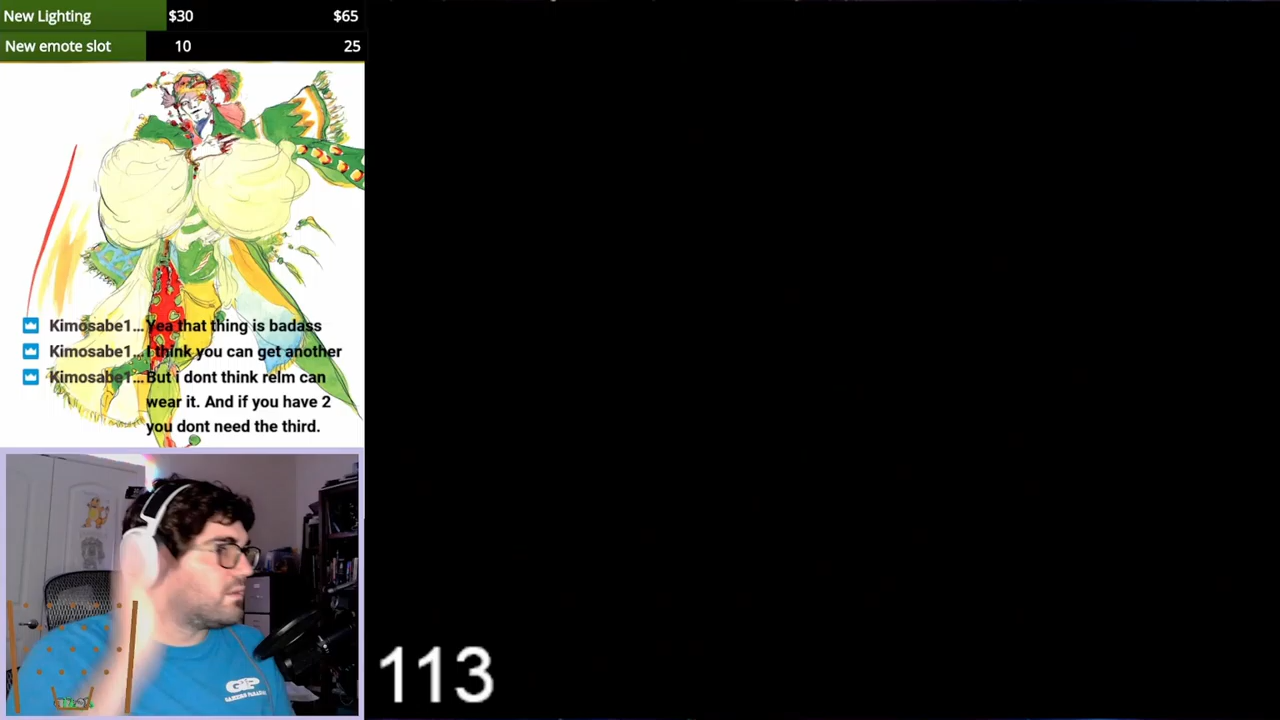 New Lighting $30 $65
New emote slot 10 25
Kimosabe1... Yea that thing is badass
Kimosabe1... I think you can get another
Kimosabe1... But i dont think relm can
wear it. And if you have 2
you dont need the third.
113